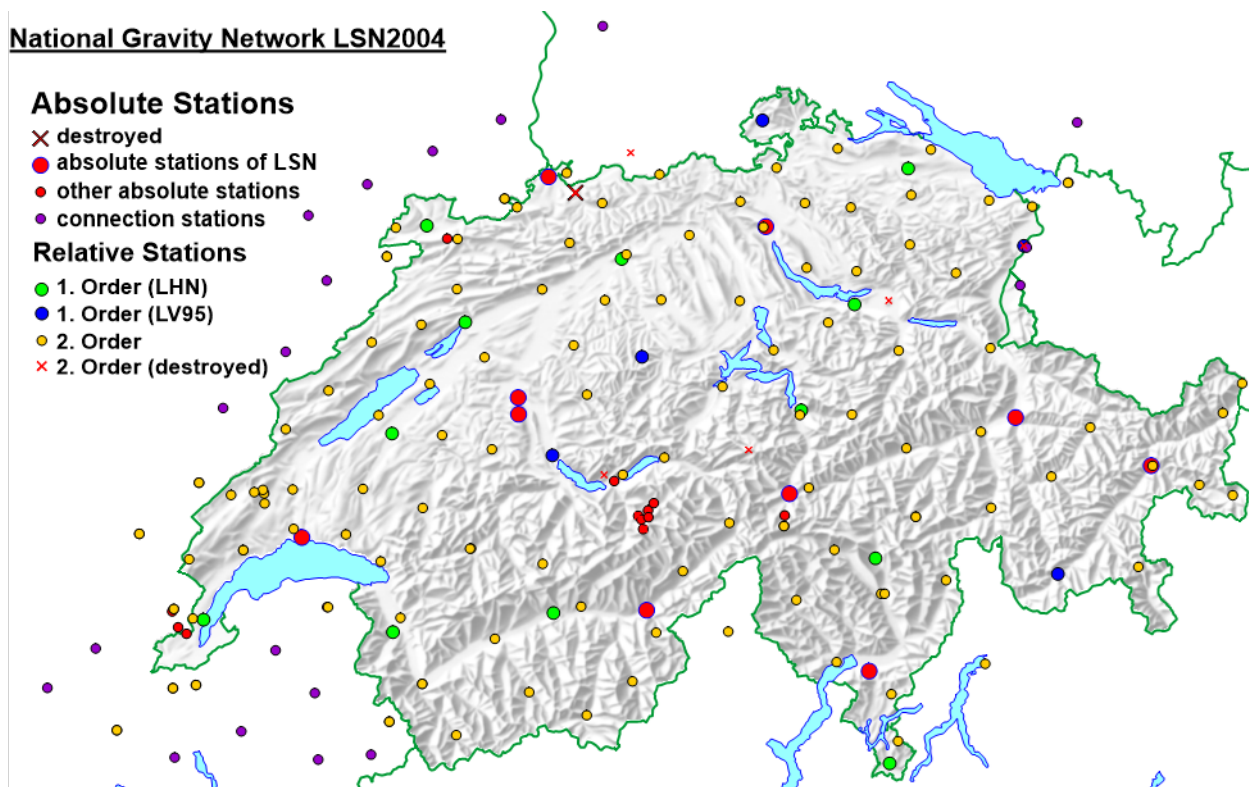 National Gravity Network LSN2004
Absolute Stations
destroyed
absolute stations of LSN
other absolute stations
connection stations
Relative Stations
1. Order (LHN)
1. Order (LV95)
2. Order
2. Order (destroyed)